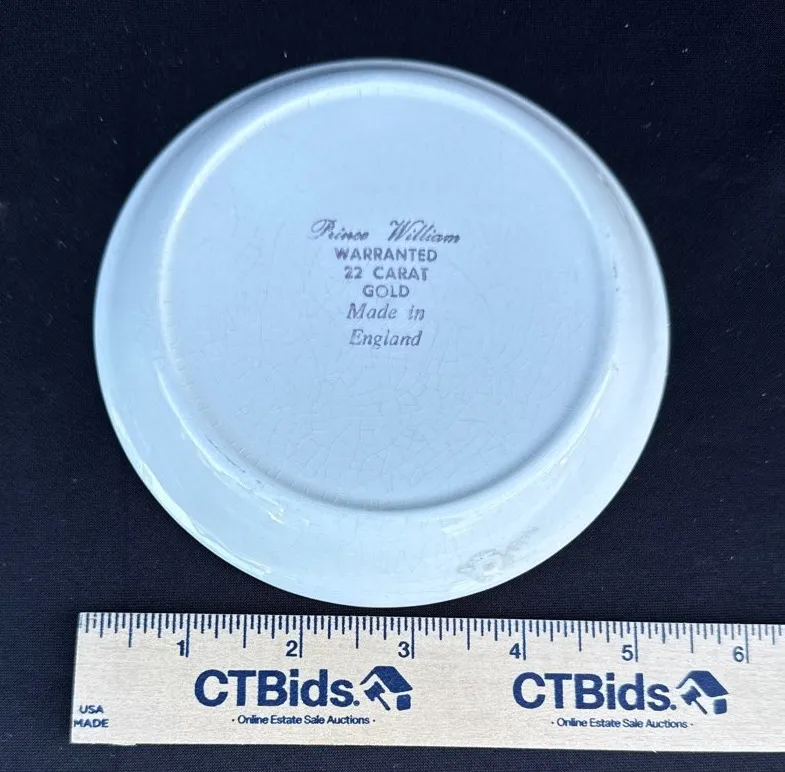 Prince William
WARRANTED
22 CARAT
GOLD
Made in
England
1 2 3 4 5 6
CTBids. CTBids.
· Online Estate Sale Auctions · · Online Estate Sale Auctions ·
USA
MADE